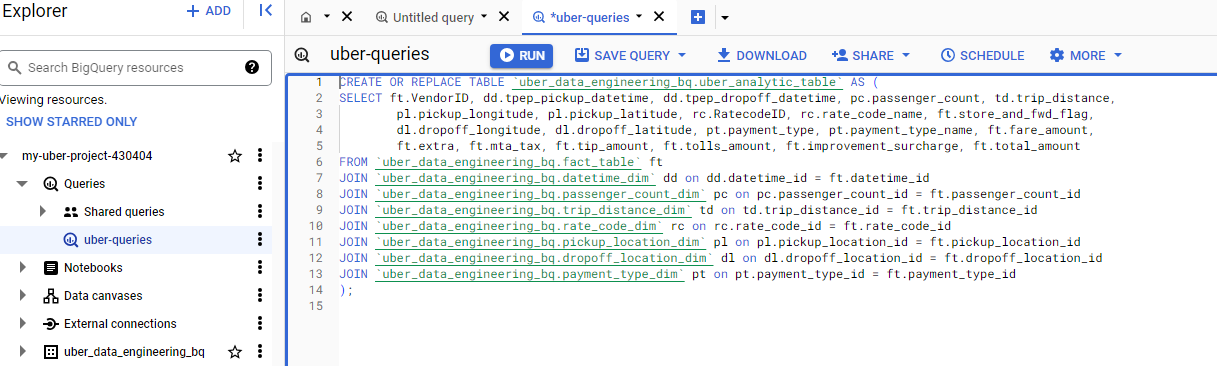 Explorer
+ ADD
Untitled query
*uber-queries
Search BigQuery resources
Viewing resources.
SHOW STARRED ONLY
my-uber-project-430404
Queries
Shared queries
uber-queries
Notebooks
Data canvases
External connections
uber_data_engineering_bq
uber-queries RUN SAVE QUERY DOWNLOAD SHARE SCHEDULE MORE
1 CREATE OR REPLACE TABLE `uber_data_engineering_bq.uber_analytic_table` AS (
2 SELECT ft.VendorID, dd.tpep_pickup_datetime, dd.tpep_dropoff_datetime, pc.passenger_count, td.trip_distance,
3 pl.pickup_longitude, pl.pickup_latitude, rc.RatecodeID, rc.rate_code_name, ft.store_and_fwd_flag,
4 dl.dropoff_longitude, dl.dropoff_latitude, pt.payment_type, pt.payment_type_name, ft.fare_amount,
5 ft.extra, ft.mta_tax, ft.tip_amount, ft.tolls_amount, ft.improvement_surcharge, ft.total_amount
6 FROM `uber_data_engineering_bq.fact_table` ft
7 JOIN `uber_data_engineering_bq.datetime_dim` dd on dd.datetime_id = ft.datetime_id
8 JOIN `uber_data_engineering_bq.passenger_count_dim` pc on pc.passenger_count_id = ft.passenger_count_id
9 JOIN `uber_data_engineering_bq.trip_distance_dim` td on td.trip_distance_id = ft.trip_distance_id
10 JOIN `uber_data_engineering_bq.rate_code_dim` rc on rc.rate_code_id = ft.rate_code_id
11 JOIN `uber_data_engineering_bq.pickup_location_dim` pl on pl.pickup_location_id = ft.pickup_location_id
12 JOIN `uber_data_engineering_bq.dropoff_location_dim` dl on dl.dropoff_location_id = ft.dropoff_location_id
13 JOIN `uber_data_engineering_bq.payment_type_dim` pt on pt.payment_type_id = ft.payment_type_id
14 );
15